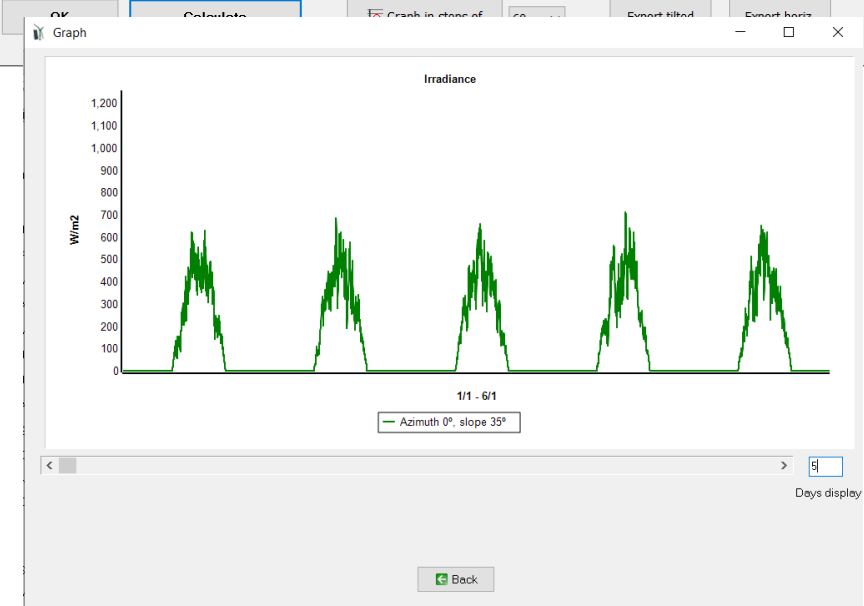 OK
Calculate
Graph in steps of
60
Export tilted
Export horiz
Graph
Irradiance
1,200
1,100
1,000
900
800
700
600
500
400
300
200
100
0
W/m2
1/1 - 6/1
Azimuth 0º, slope 35º
5
Days display
Back